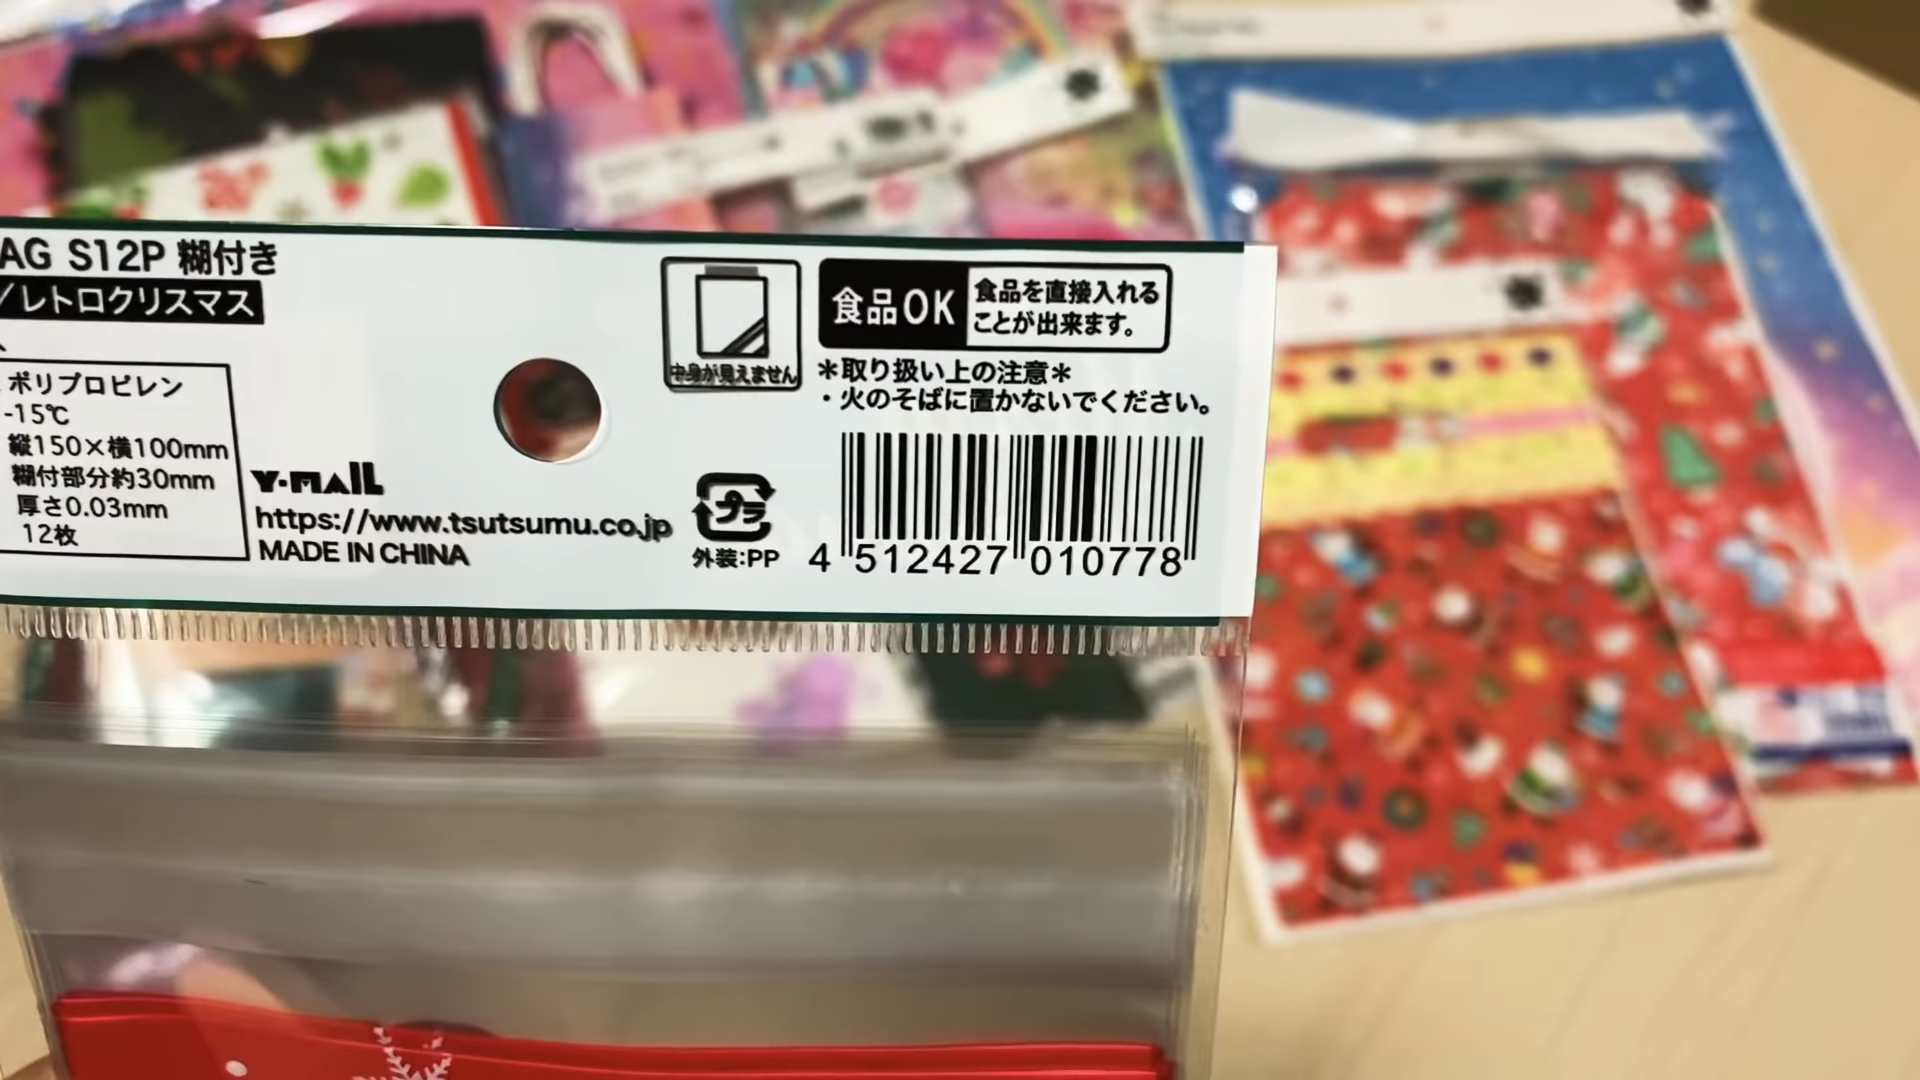 AG S12P 糊付き
／レトロクリスマス
ポリプロピレン
-15℃
縦150×横100mm
糊付部分約30mm
厚さ0.03mm
12枚
Y-MAIL
https://www.tsutsumu.co.jp
MADE IN CHINA
中身が見えません
食品OK
食品を直接入れる
ことが出来ます。
＊取り扱い上の注意＊
・火のそばに置かないでください。
プラ
外装:PP
4 512427 010778